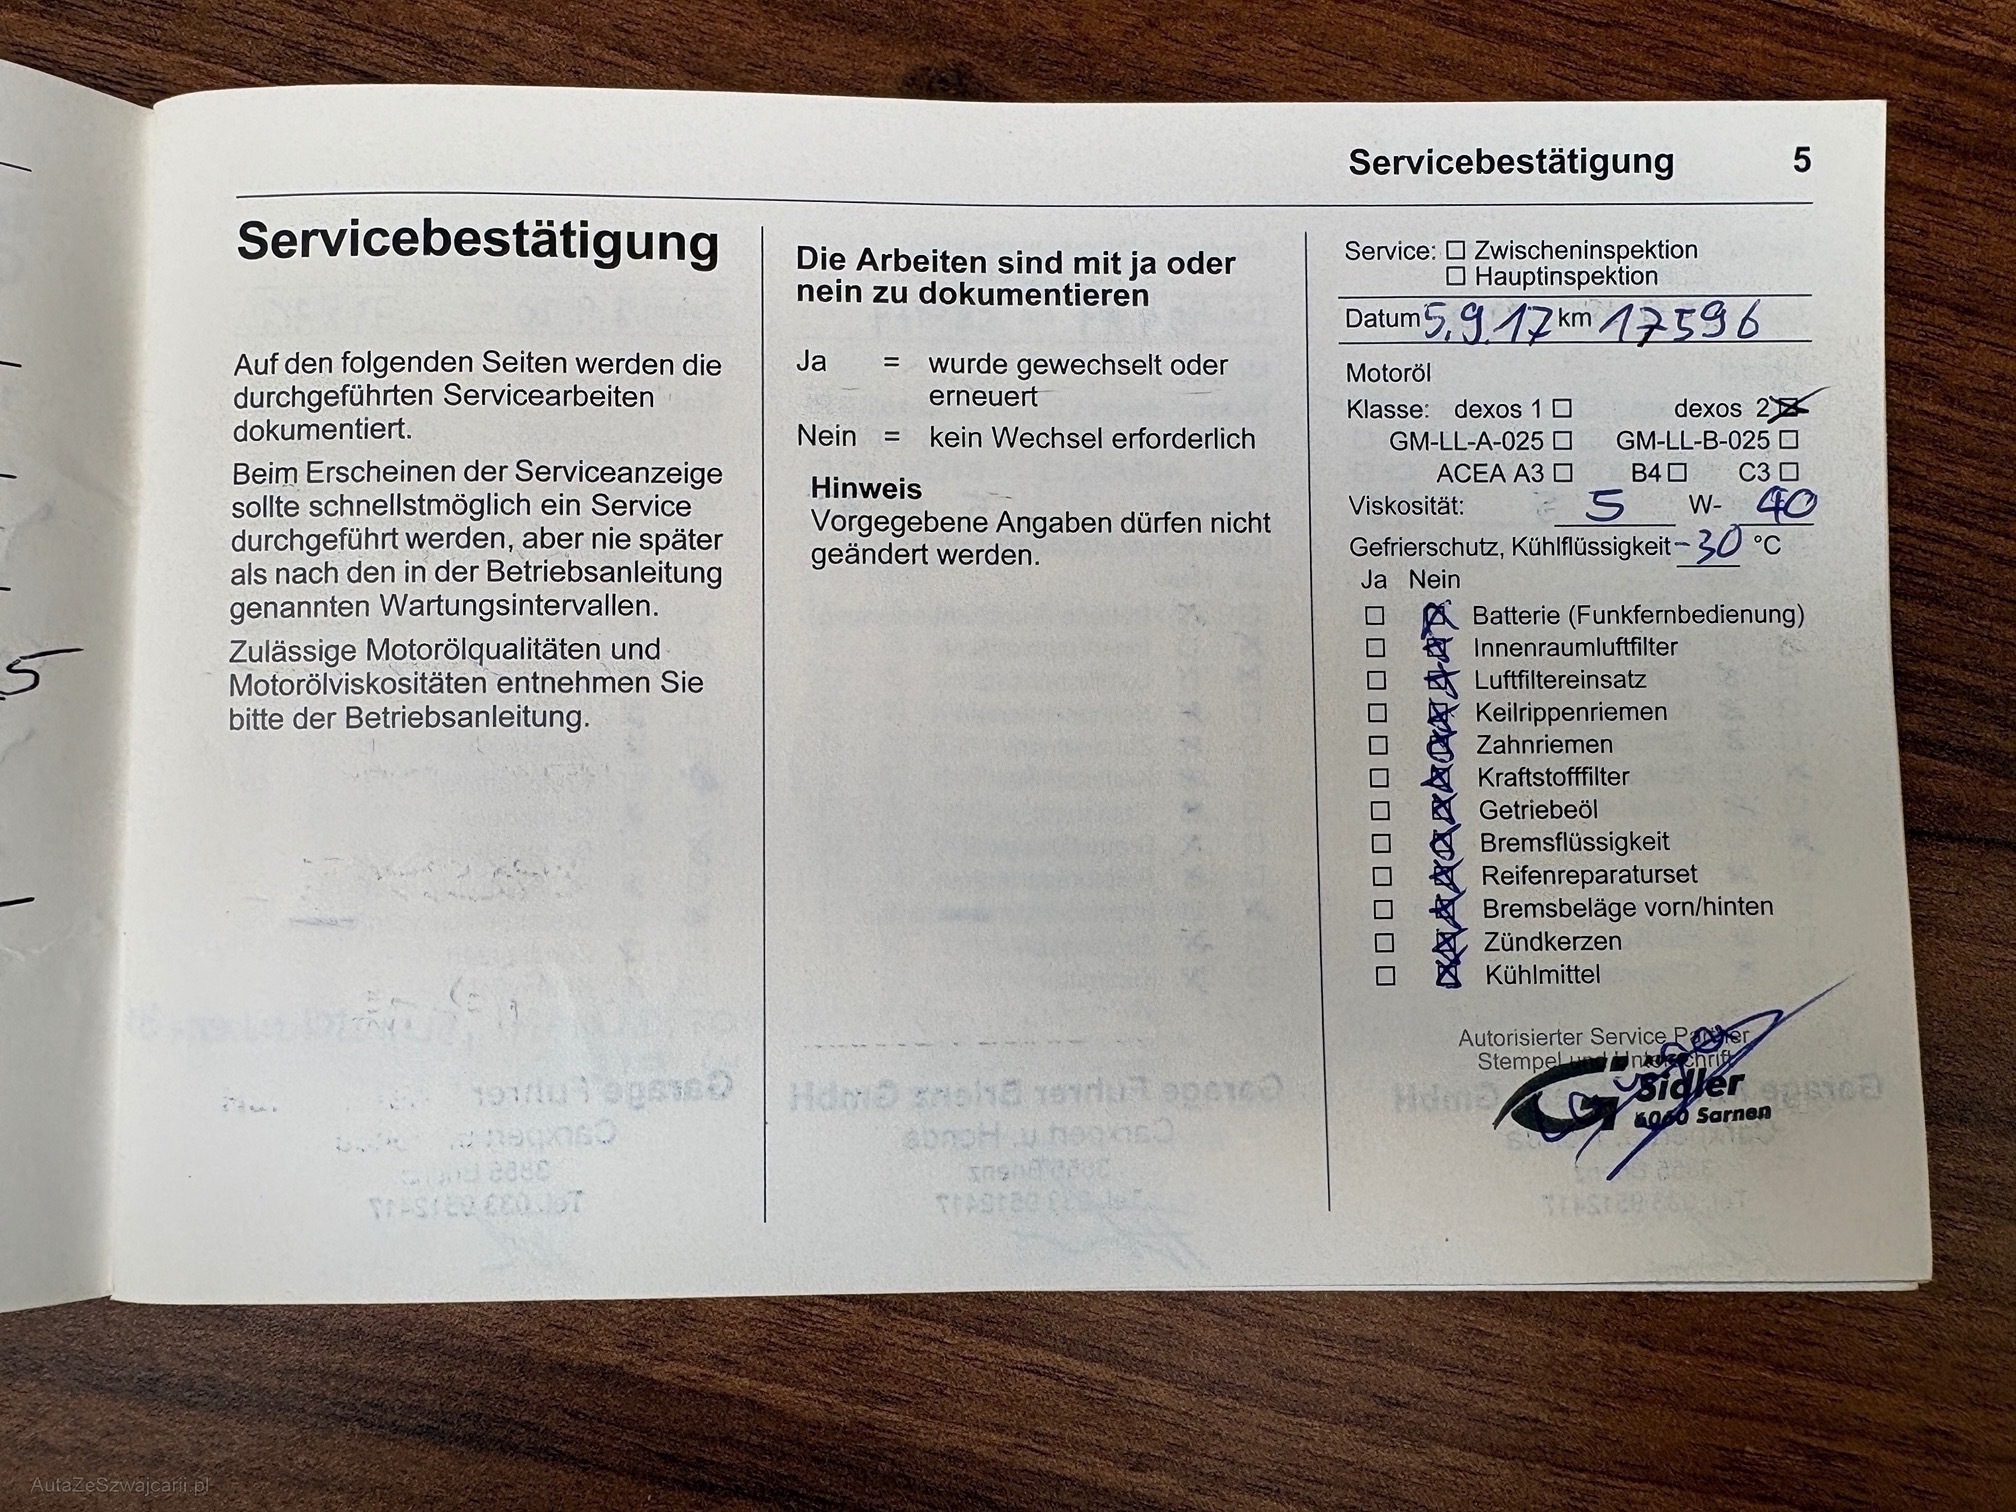 Servicebestätigung 5
Servicebestätigung
Auf den folgenden Seiten werden die
durchgeführten Servicearbeiten
dokumentiert.
Beim Erscheinen der Serviceanzeige
sollte schnellstmöglich ein Service
durchgeführt werden, aber nie später
als nach den in der Betriebsanleitung
genannten Wartungsintervallen.
Zulässige Motorölqualitäten und
Motorölviskositäten entnehmen Sie
bitte der Betriebsanleitung.
Die Arbeiten sind mit ja oder
nein zu dokumentieren
Ja = wurde gewechselt oder
erneuert
Nein = kein Wechsel erforderlich
Hinweis
Vorgegebene Angaben dürfen nicht
geändert werden.
Service: ☐ Zwischeninspektion
☐ Hauptinspektion
Datum 5.9.17 km 17596
Motoröl
Klasse: dexos 1 ☐ dexos 2 ☒
GM-LL-A-025 ☐ GM-LL-B-025 ☐
ACEA A3 ☐ B4 ☐ C3 ☐
Viskosität: 5 W- 40
Gefrierschutz, Kühlflüssigkeit -30 °C
Ja Nein
☐ ☒ Batterie (Funkfernbedienung)
☐ ☒ Innenraumluftfilter
☐ ☒ Luftfiltereinsatz
☐ ☒ Keilrippenriemen
☐ ☒ Zahnriemen
☐ ☒ Kraftstofffilter
☐ ☒ Getriebeöl
☐ ☒ Bremsflüssigkeit
☐ ☒ Reifenreparaturset
☐ ☒ Bremsbeläge vorn/hinten
☐ ☒ Zündkerzen
☐ ☒ Kühlmittel
Autorisierter Service Partner
Stempel und Unterschrift
Sidler
6060 Sarnen
5
AutaZeSzwajcarii.pl